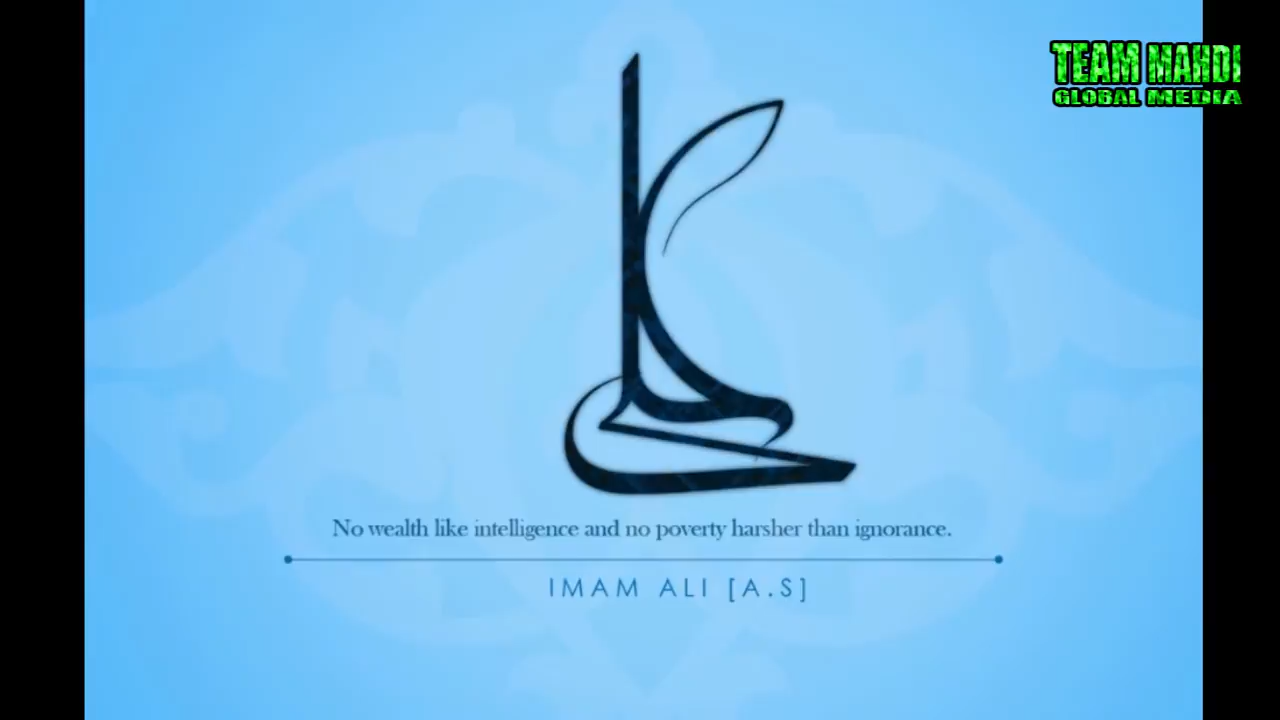 TEAM MAHDI
GLOBAL MEDIA
علي
No wealth like intelligence and no poverty harsher than ignorance.
IMAM ALI [A.S]